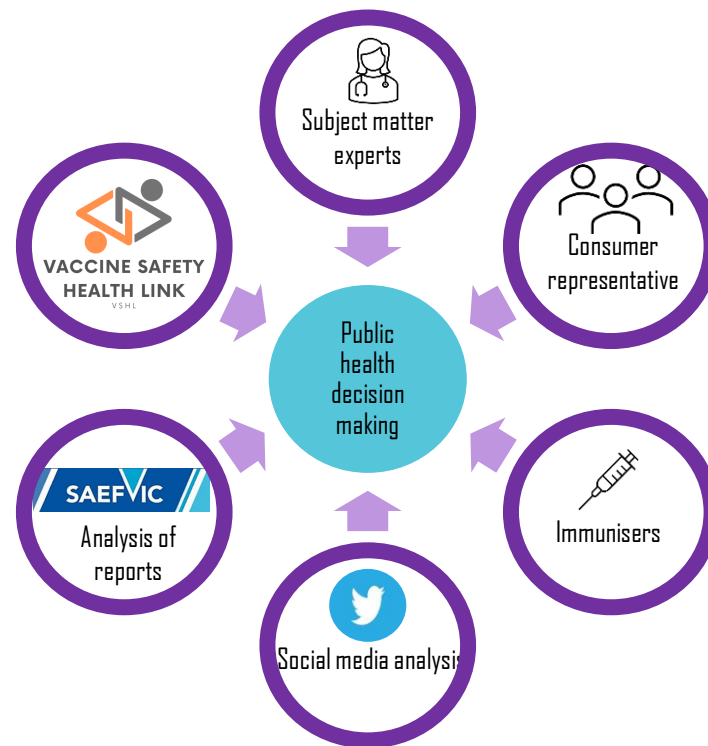 Subject matter
experts
VACCINE SAFETY
HEALTH LINK
VSHL
Consumer
representative
Public
health
decision
making
SAEFVIC
Analysis of
reports
Immunisers
Social media analysis